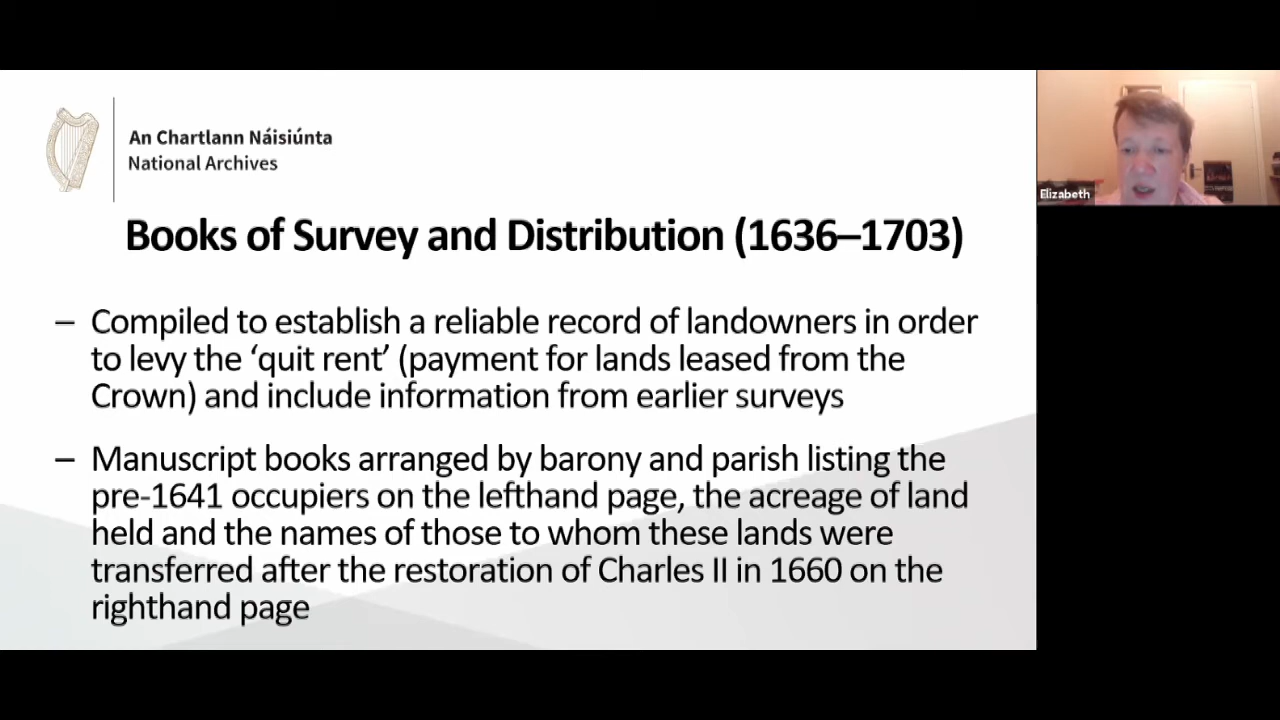 An Chartlann Náisiúnta
National Archives
Books of Survey and Distribution (1636–1703)
– Compiled to establish a reliable record of landowners in order
to levy the ‘quit rent’ (payment for lands leased from the
Crown) and include information from earlier surveys
– Manuscript books arranged by barony and parish listing the
pre-1641 occupiers on the lefthand page, the acreage of land
held and the names of those to whom these lands were
transferred after the restoration of Charles II in 1660 on the
righthand page
Elizabeth